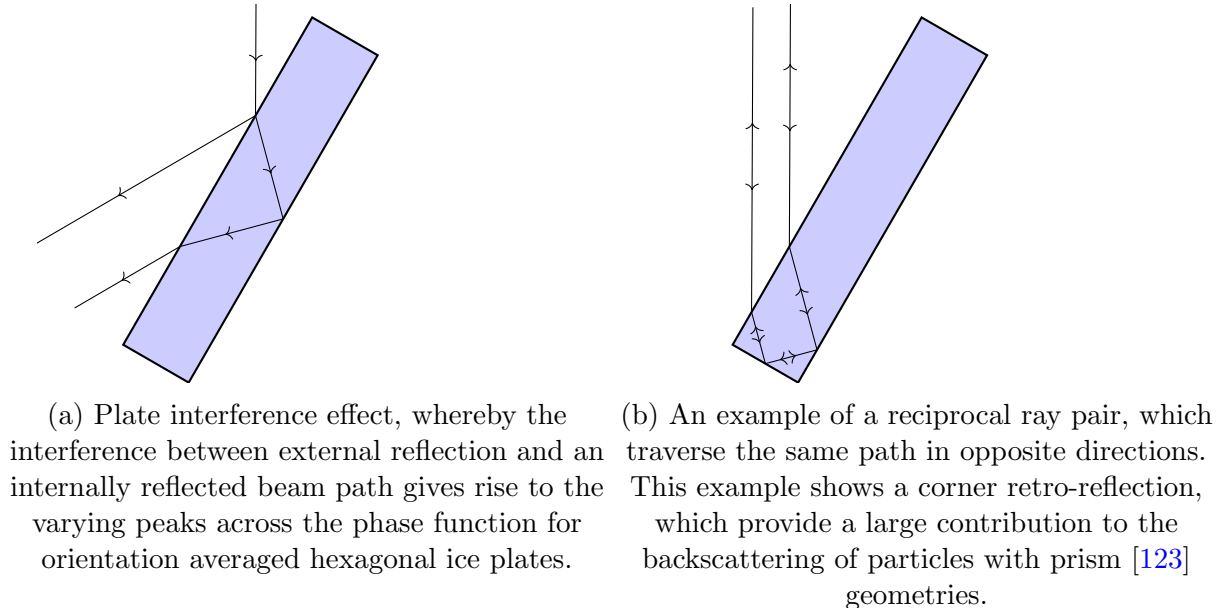 (a) Plate interference effect, whereby the
interference between external reflection and an
internally reflected beam path gives rise to the
varying peaks across the phase function for
orientation averaged hexagonal ice plates.
(b) An example of a reciprocal ray pair, which
traverse the same path in opposite directions.
This example shows a corner retro-reflection,
which provide a large contribution to the
backscattering of particles with prism [123]
geometries.